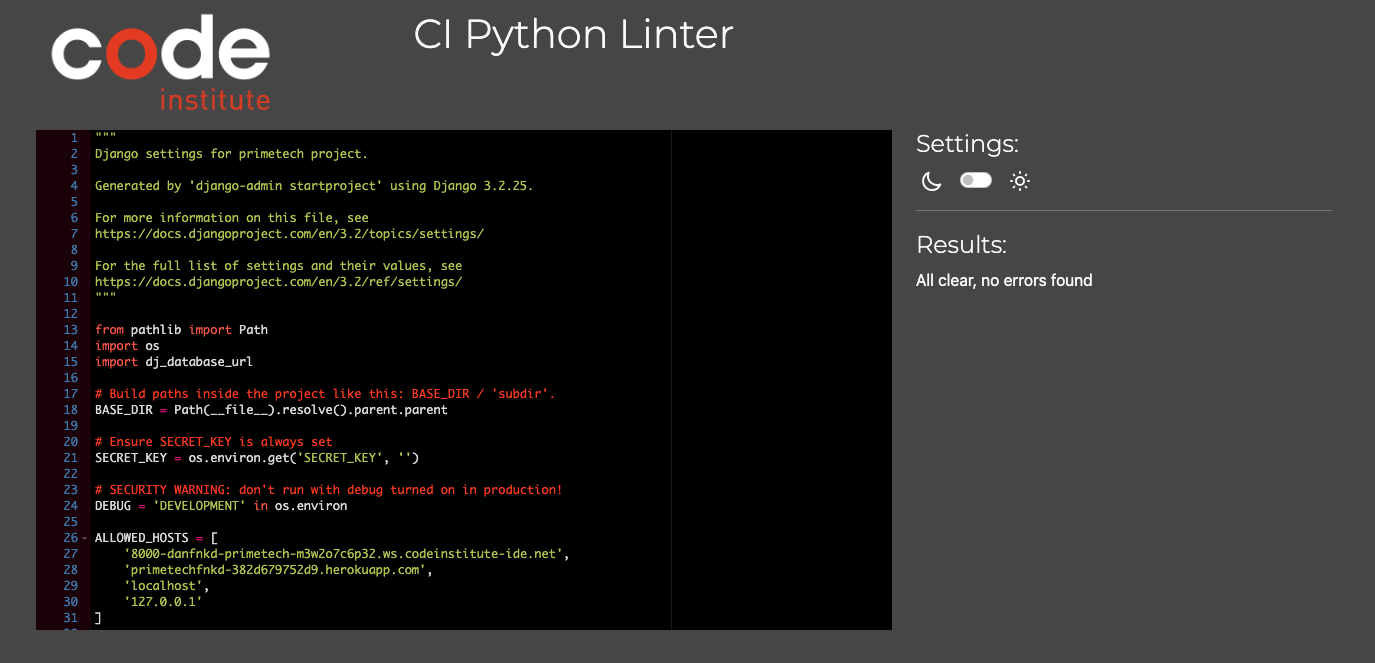 code
institute
CI Python Linter
1 """
2 Django settings for primetech project.
3
4 Generated by 'django-admin startproject' using Django 3.2.25.
5
6 For more information on this file, see
7 https://docs.djangoproject.com/en/3.2/topics/settings/
8
9 For the full list of settings and their values, see
10 https://docs.djangoproject.com/en/3.2/ref/settings/
11 """
12
13 from pathlib import Path
14 import os
15 import dj_database_url
16
17 # Build paths inside the project like this: BASE_DIR / 'subdir'.
18 BASE_DIR = Path(__file__).resolve().parent.parent
19
20 # Ensure SECRET_KEY is always set
21 SECRET_KEY = os.environ.get('SECRET_KEY', '')
22
23 # SECURITY WARNING: don't run with debug turned on in production!
24 DEBUG = 'DEVELOPMENT' in os.environ
25
26 ALLOWED_HOSTS = [
27 '8000-danfnkd-primetech-m3w2o7c6p32.ws.codeinstitute-ide.net',
28 'primetechfnkd-382d679752d9.herokuapp.com',
29 'localhost',
30 '127.0.0.1'
31 ]
Settings:
Results:
All clear, no errors found